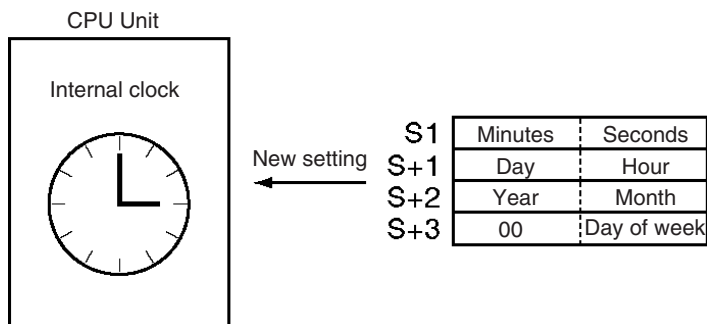 CPU Unit
Internal clock
New setting
S1 Minutes Seconds
S+1 Day Hour
S+2 Year Month
S+3 00 Day of week